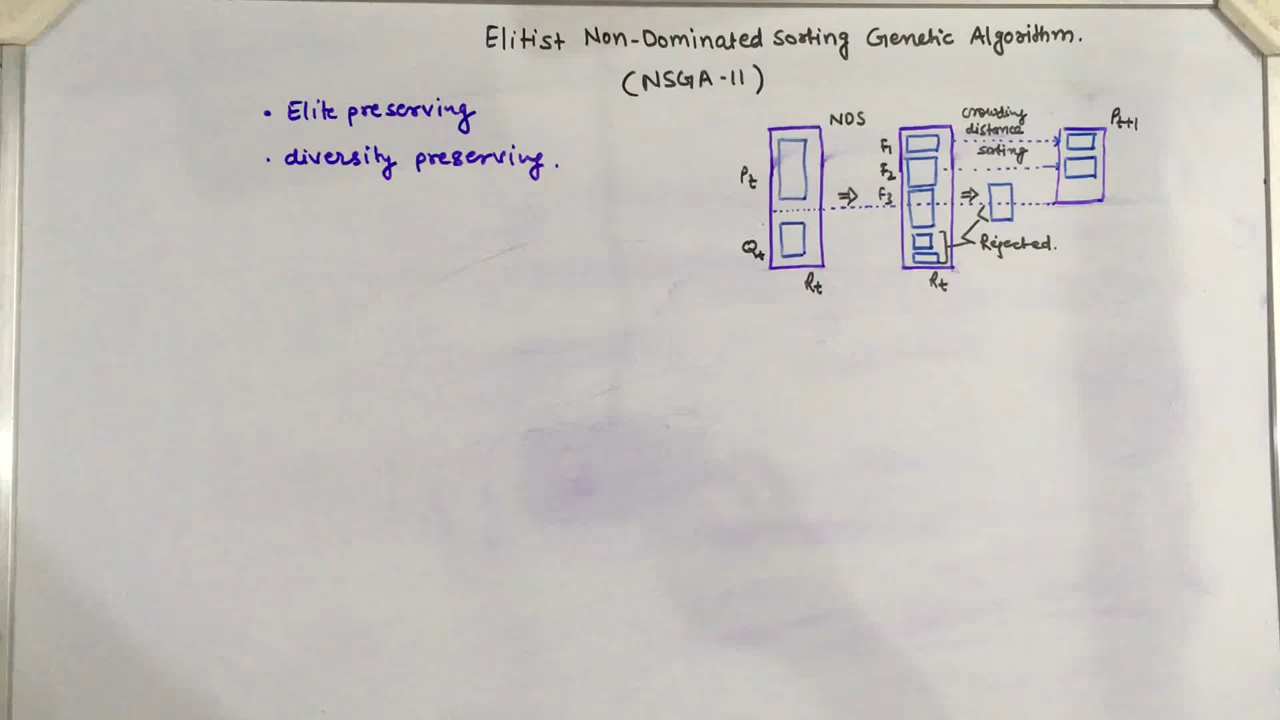 Elitist Non-Dominated Sorting Genetic Algorithm.
(NSGA-II)
• Elite preserving
• diversity preserving.
NDS
crowding
distance
sorting
Pt+1
F1
F2
F3
Pt
⇒
⇒
Qt
Rejected.
Rt
Rt